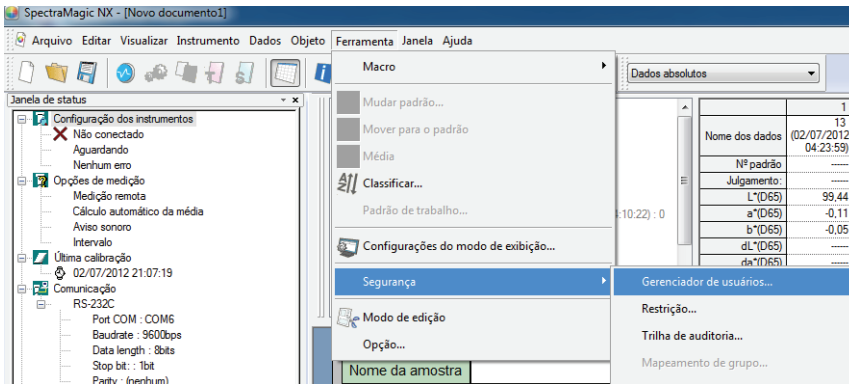 SpectraMagic NX - [Novo documento1]
Arquivo Editar Visualizar Instrumento Dados Objeto Ferramenta Janela Ajuda
Dados absolutos
Janela de status
Configuração dos instrumentos
Não conectado
Aguardando
Nenhum erro
Opções de medição
Medição remota
Cálculo automático da média
Aviso sonoro
Intervalo
Última calibração
02/07/2012 21:07:19
Comunicação
RS-232C
Port COM : COM6
Baudrate : 9600bps
Data length : 8bits
Stop bit: : 1bit
Parity : (nenhum)
Macro
Mudar padrão...
Mover para o padrão
Média
Classificar...
Padrão de trabalho...
Configurações do modo de exibição...
Segurança
Modo de edição
Opção...
Gerenciador de usuários...
Restrição...
Trilha de auditoria...
Mapeamento de grupo...
4:10:22) : 0
Nome da amostra
1
Nome dos dados 13 (02/07/2012 04:23:59)
Nº padrão ------
Julgamento: ------
L*(D65) 99,44
a*(D65) -0,11
b*(D65) -0,05
dL*(D65) ------
da*(D65) ------